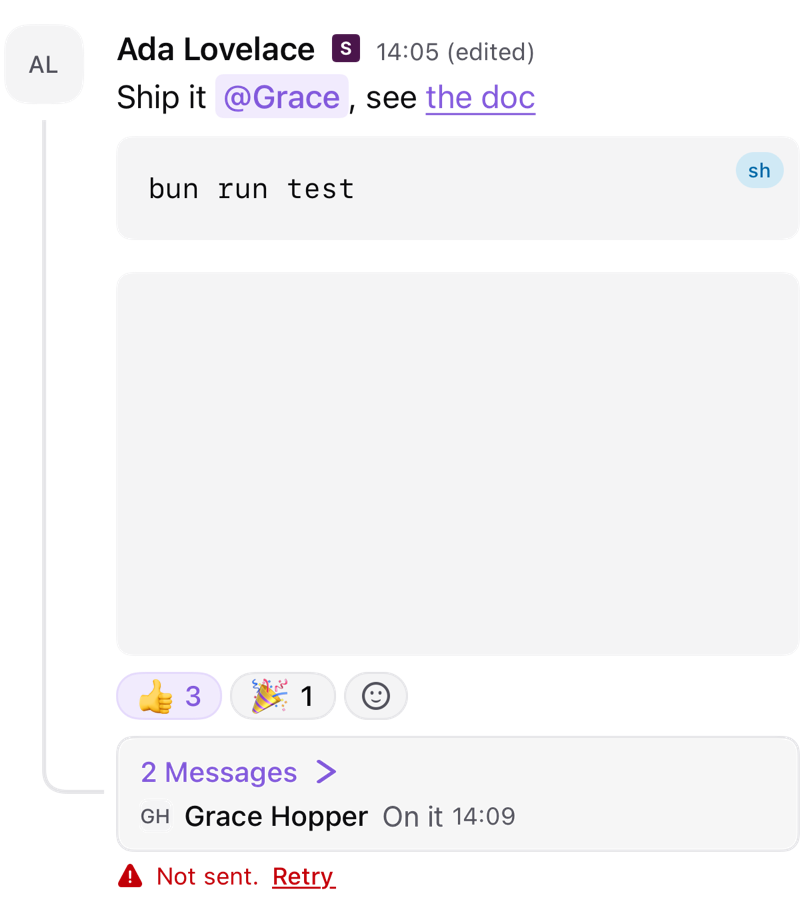 AL
Ada Lovelace S 14:05 (edited)
Ship it @Grace, see the doc
sh
bun run test
👍 3 🎉 1
2 Messages >
GH Grace Hopper On it 14:09
Not sent. Retry